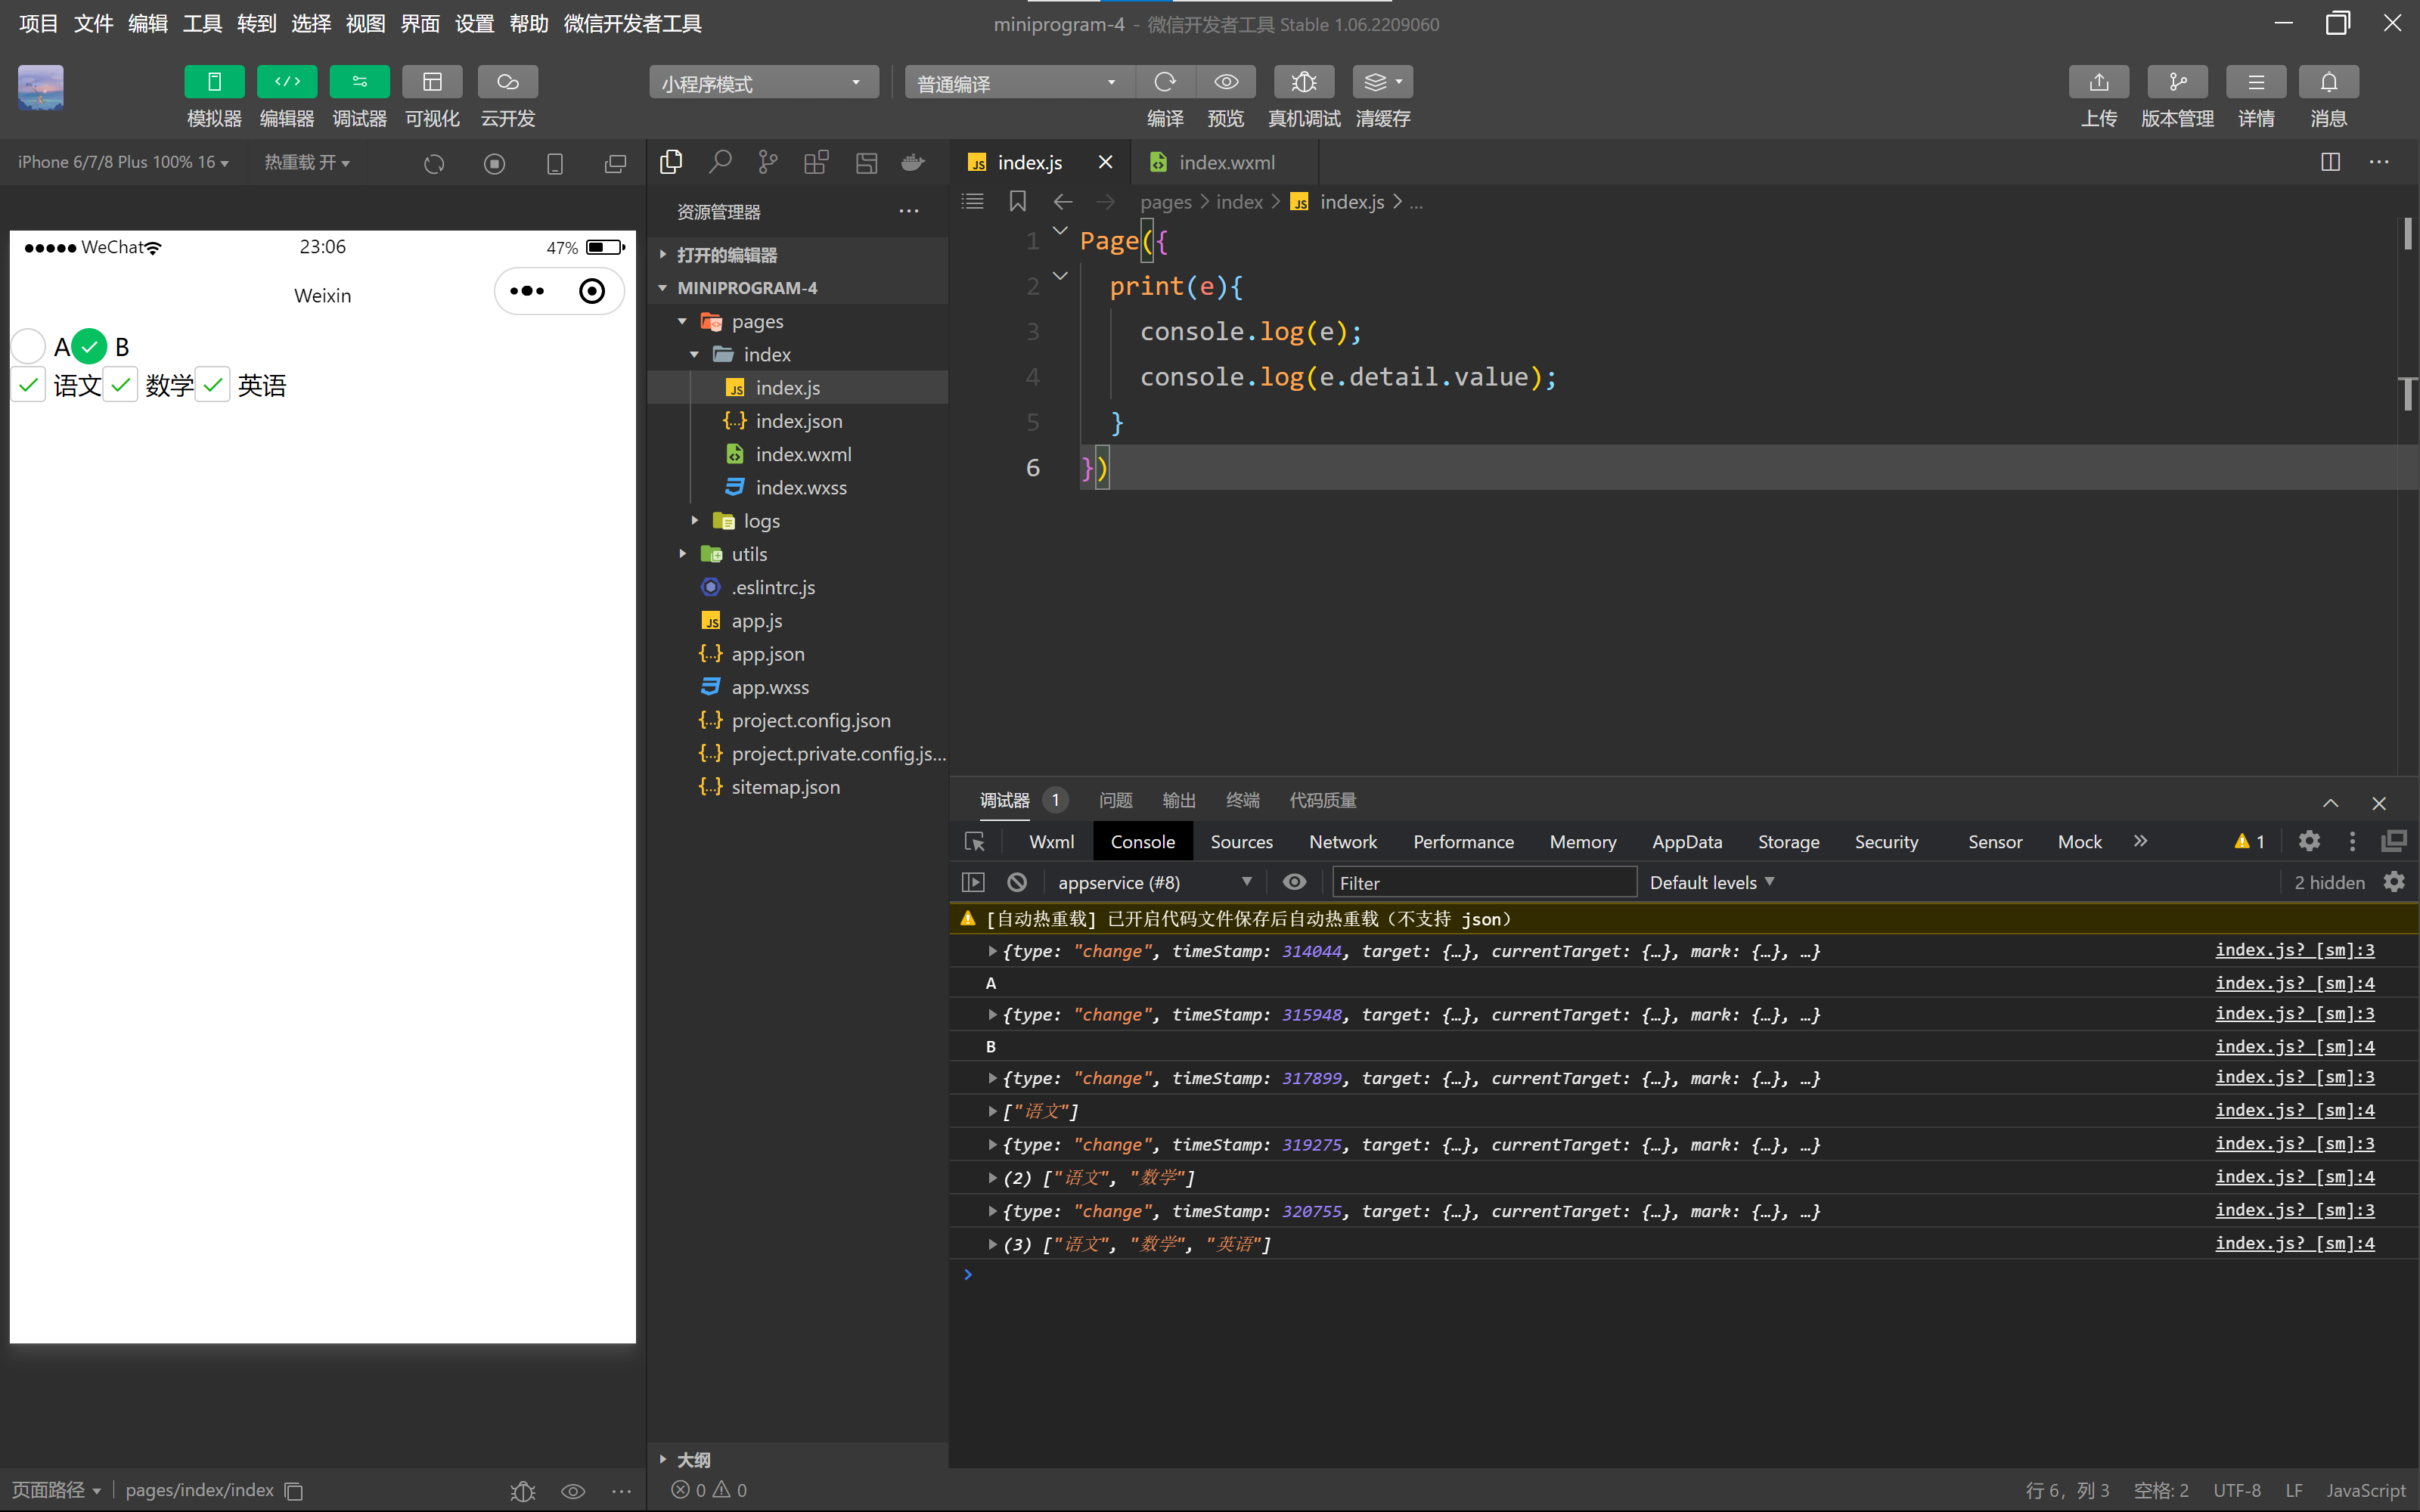 项目 文件 编辑 工具 转到 选择 视图 界面 设置 帮助 微信开发者工具
miniprogram-4 - 微信开发者工具 Stable 1.06.2209060
小程序模式
普通编译
模拟器 编辑器 调试器 可视化 云开发
编译 预览 真机调试 清缓存
上传 版本管理 详情 消息
iPhone 6/7/8 Plus 100% 16
热重载 开
WeChat
23:06
47%
Weixin
A B
语文 数学 英语
页面路径
pages/index/index
资源管理器
打开的编辑器
MINIPROGRAM-4
pages
index
index.js
index.json
index.wxml
index.wxss
logs
utils
.eslintrc.js
app.js
app.json
app.wxss
project.config.json
project.private.config.js...
sitemap.json
大纲
0 0
index.js
index.wxml
pages > index > index.js > ...
1 Page({
2 print(e){
3 console.log(e);
4 console.log(e.detail.value);
5 }
6 })
调试器 1 问题 输出 终端 代码质量
Wxml Console Sources Network Performance Memory AppData Storage Security Sensor Mock 1
appservice (#8) Filter Default levels 2 hidden
[自动热重载] 已开启代码文件保存后自动热重载（不支持 json）
{type: "change", timeStamp: 314044, target: {…}, currentTarget: {…}, mark: {…}, …} index.js? [sm]:3
A index.js? [sm]:4
{type: "change", timeStamp: 315948, target: {…}, currentTarget: {…}, mark: {…}, …} index.js? [sm]:3
B index.js? [sm]:4
{type: "change", timeStamp: 317899, target: {…}, currentTarget: {…}, mark: {…}, …} index.js? [sm]:3
["语文"] index.js? [sm]:4
{type: "change", timeStamp: 319275, target: {…}, currentTarget: {…}, mark: {…}, …} index.js? [sm]:3
(2) ["语文", "数学"] index.js? [sm]:4
{type: "change", timeStamp: 320755, target: {…}, currentTarget: {…}, mark: {…}, …} index.js? [sm]:3
(3) ["语文", "数学", "英语"] index.js? [sm]:4
行 6，列 3 空格: 2 UTF-8 LF JavaScript